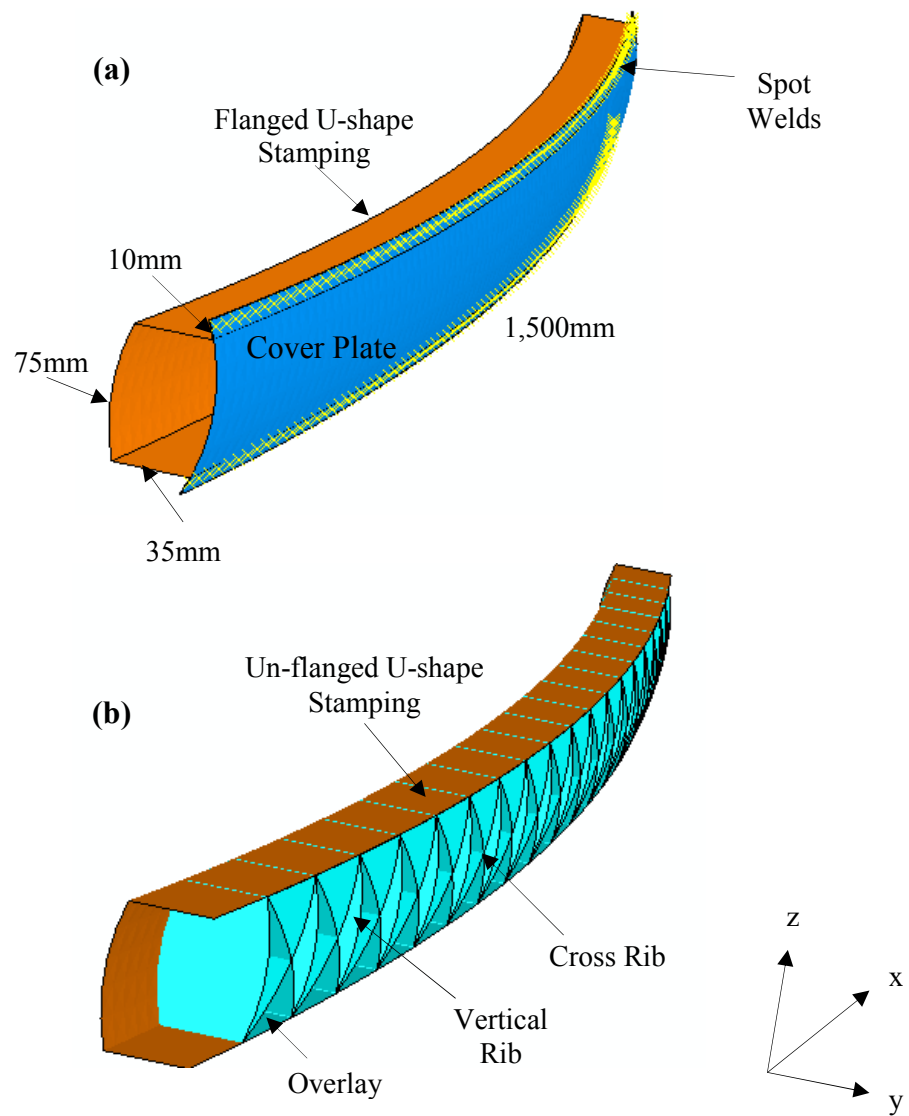 (a)
Spot
Welds
Flanged U-shape
Stamping
10mm
1,500mm
Cover Plate
75mm
35mm
Un-flanged U-shape
Stamping
(b)
z
Cross Rib
x
Vertical
Rib
Overlay
y